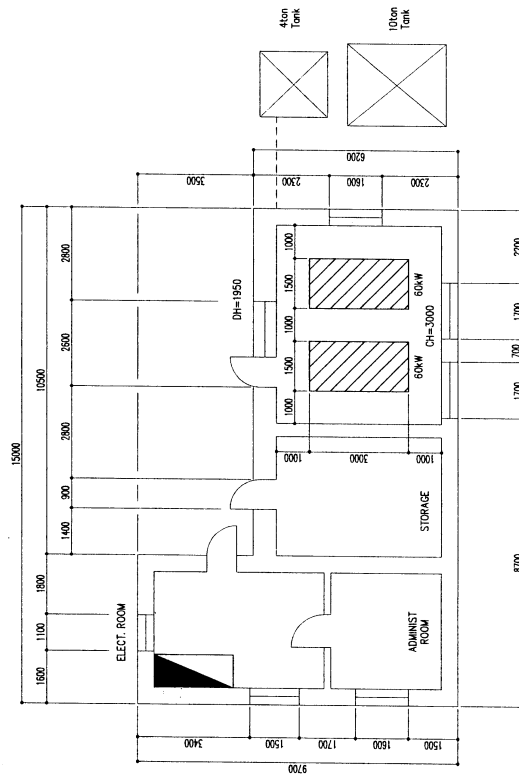 15000
10500
1600
1100
1800
1400
900
2800
2600
2800
4ton
Tank
10ton
Tank
ELECT. ROOM
DH=1950
3500
2300
1600
2300
6200
3400
1500
1700
1600
1500
9700
1000
1500
1000
1500
1000
1000
3000
1000
60kW
60kW
CH=3000
STORAGE
ADMINIST
ROOM
8700
1700
700
1700
2200